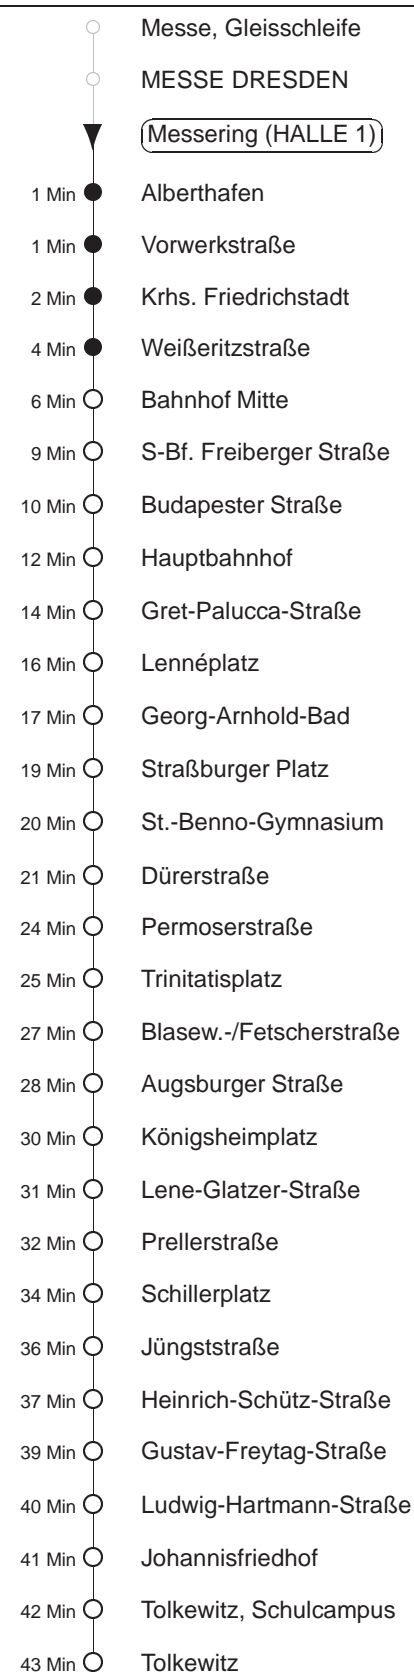 Messe, Gleisschleife
MESSE DRESDEN
Messering (HALLE 1)
1 Min Alberthafen
1 Min Vorwerkstraße
2 Min Krhs. Friedrichstadt
4 Min Weißeritzstraße
6 Min Bahnhof Mitte
9 Min S-Bf. Freiberger Straße
10 Min Budapester Straße
12 Min Hauptbahnhof
14 Min Gret-Palucca-Straße
16 Min Lennéplatz
17 Min Georg-Arnhold-Bad
19 Min Straßburger Platz
20 Min St.-Benno-Gymnasium
21 Min Dürerstraße
24 Min Permoserstraße
25 Min Trinitatisplatz
27 Min Blasew.-/Fetscherstraße
28 Min Augsburger Straße
30 Min Königsheimplatz
31 Min Lene-Glatzer-Straße
32 Min Prellerstraße
34 Min Schillerplatz
36 Min Jüngststraße
37 Min Heinrich-Schütz-Straße
39 Min Gustav-Freytag-Straße
40 Min Ludwig-Hartmann-Straße
41 Min Johannisfriedhof
42 Min Tolkewitz, Schulcampus
43 Min Tolkewitz